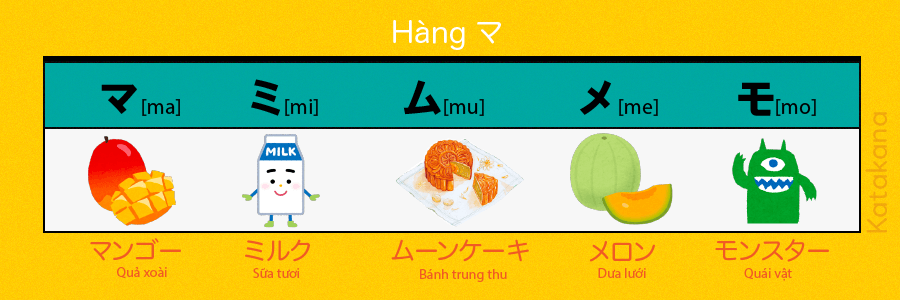 Hàng マ
マ[ma] ミ[mi] ム[mu] メ[me] モ[mo]
MILK
マンゴー ミルク ムーンケーキ メロン モンスター
Quả xoài Sữa tươi Bánh trung thu Dưa lưới Quái vật
Katakana